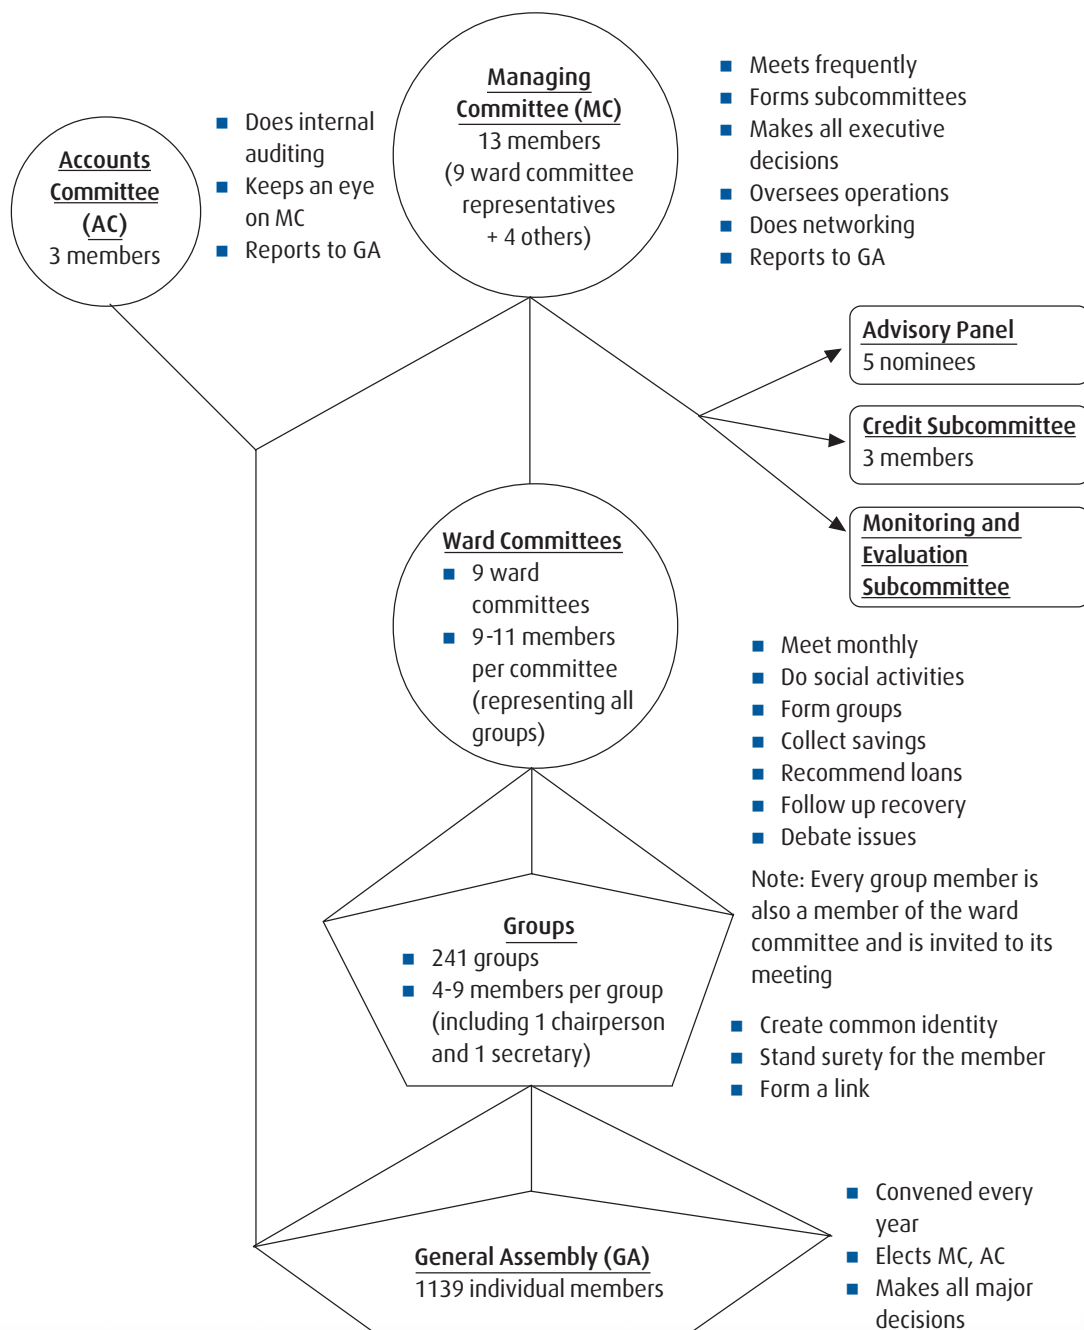 Accounts
Committee
(AC)
3 members
■ Does internal
auditing
■ Keeps an eye
on MC
■ Reports to GA
Managing
Committee (MC)
13 members
(9 ward committee
representatives
+ 4 others)
■ Meets frequently
■ Forms subcommittees
■ Makes all executive
decisions
■ Oversees operations
■ Does networking
■ Reports to GA
Advisory Panel
5 nominees
Credit Subcommittee
3 members
Monitoring and
Evaluation
Subcommittee
Ward Committees
■ 9 ward
committees
■ 9-11 members
per committee
(representing all
groups)
■ Meet monthly
■ Do social activities
■ Form groups
■ Collect savings
■ Recommend loans
■ Follow up recovery
■ Debate issues
Note: Every group member is
also a member of the ward
committee and is invited to its
meeting
Groups
■ 241 groups
■ 4-9 members per group
(including 1 chairperson
and 1 secretary)
■ Create common identity
■ Stand surety for the member
■ Form a link
General Assembly (GA)
1139 individual members
■ Convened every
year
■ Elects MC, AC
■ Makes all major
decisions